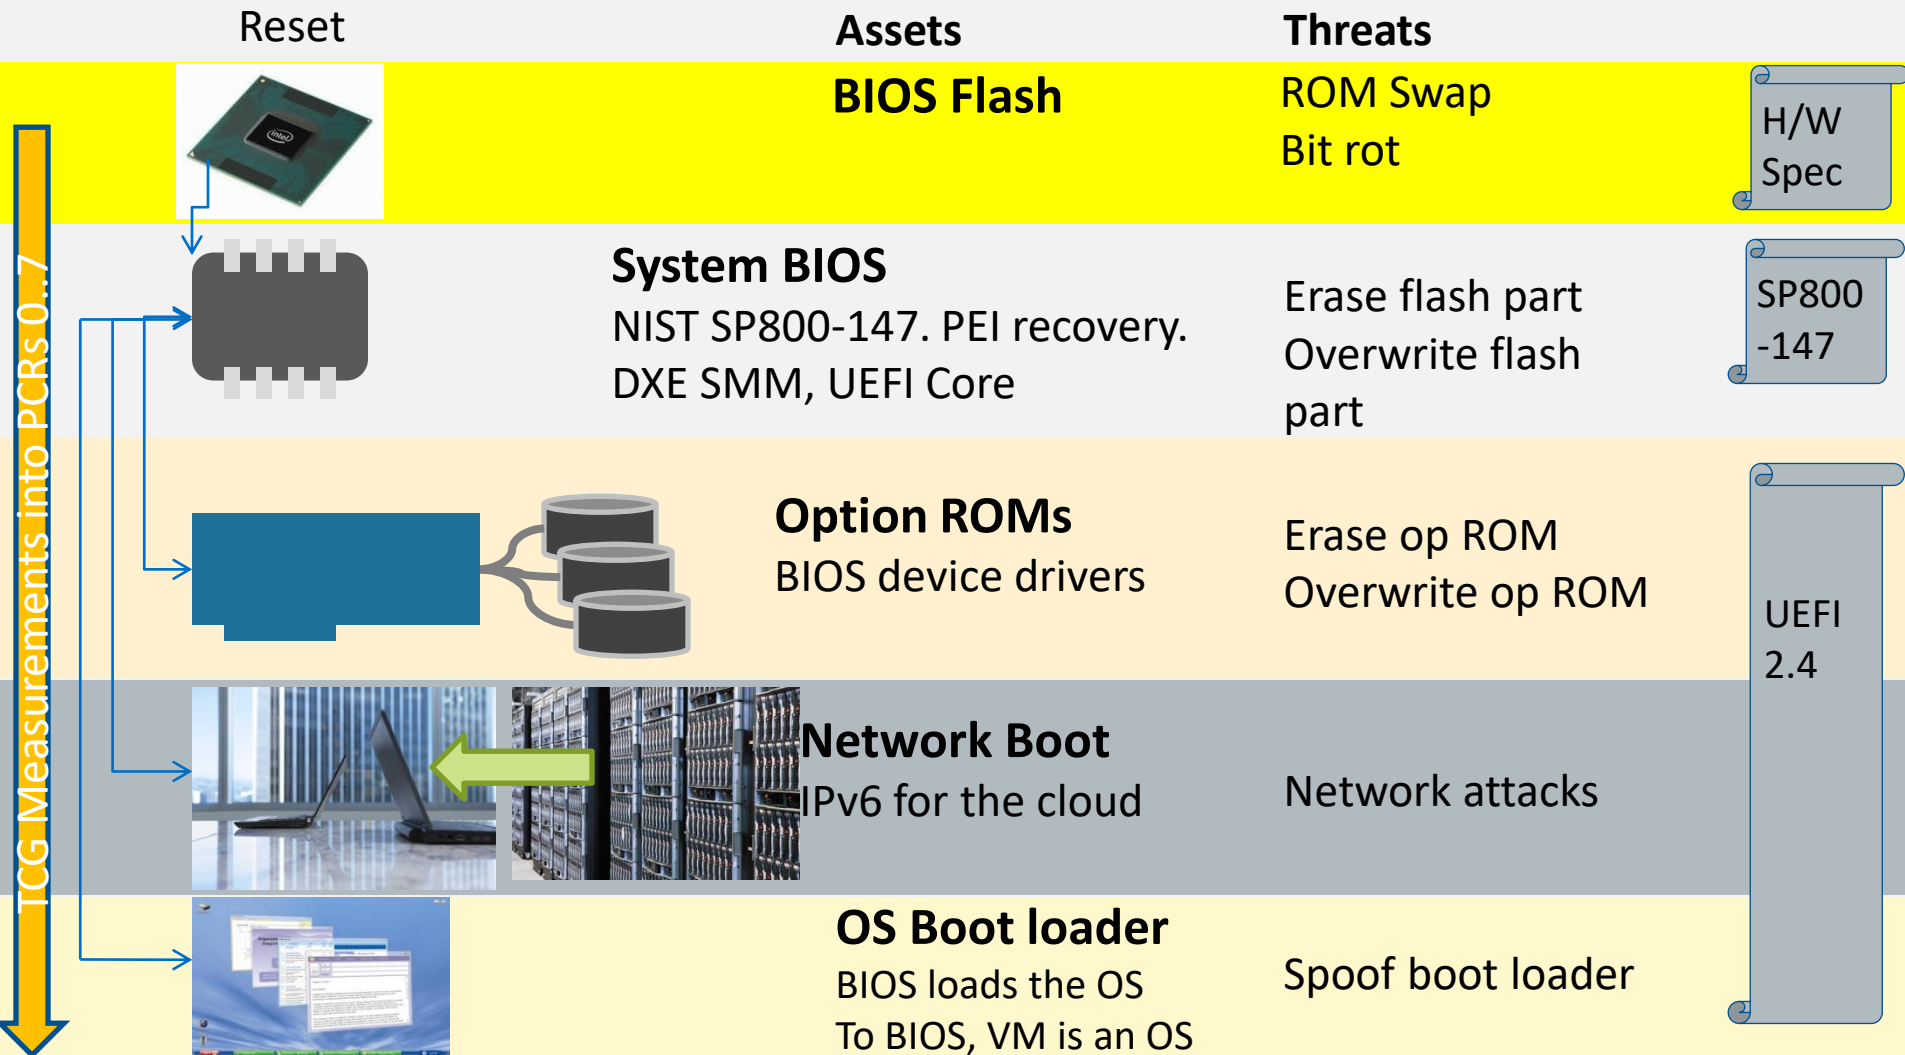 Reset
Assets
Threats
BIOS Flash
ROM Swap
Bit rot
H/W
Spec
intel
System BIOS
NIST SP800-147. PEI recovery.
DXE SMM, UEFI Core
Erase flash part
Overwrite flash
part
SP800
-147
Option ROMs
BIOS device drivers
Erase op ROM
Overwrite op ROM
UEFI
2.4
Network Boot
IPv6 for the cloud
Network attacks
OS Boot loader
BIOS loads the OS
To BIOS, VM is an OS
Spoof boot loader
TCG Measurements into PCRs 0..7